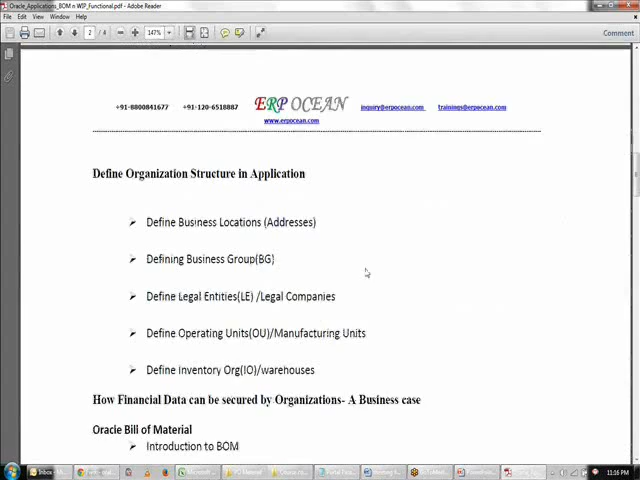 Oracle_Applications_BOM n WIP_Functional.pdf - Adobe Reader
File Edit View Window Help
2 / 4 147% Comment
+91-8800841677 +91-120-6518887 ERP OCEAN inquiry@erpocean.com trainings@erpocean.com
www.erpocean.com
Define Organization Structure in Application
Define Business Locations (Addresses)
Defining Business Group(BG)
Define Legal Entities(LE) /Legal Companies
Define Operating Units(OU)/Manufacturing Units
Define Inventory Org(IO)/warehouses
How Financial Data can be secured by Organizations- A Business case
Oracle Bill of Material
Introduction to BOM
Inbox - M... 11:16 PM